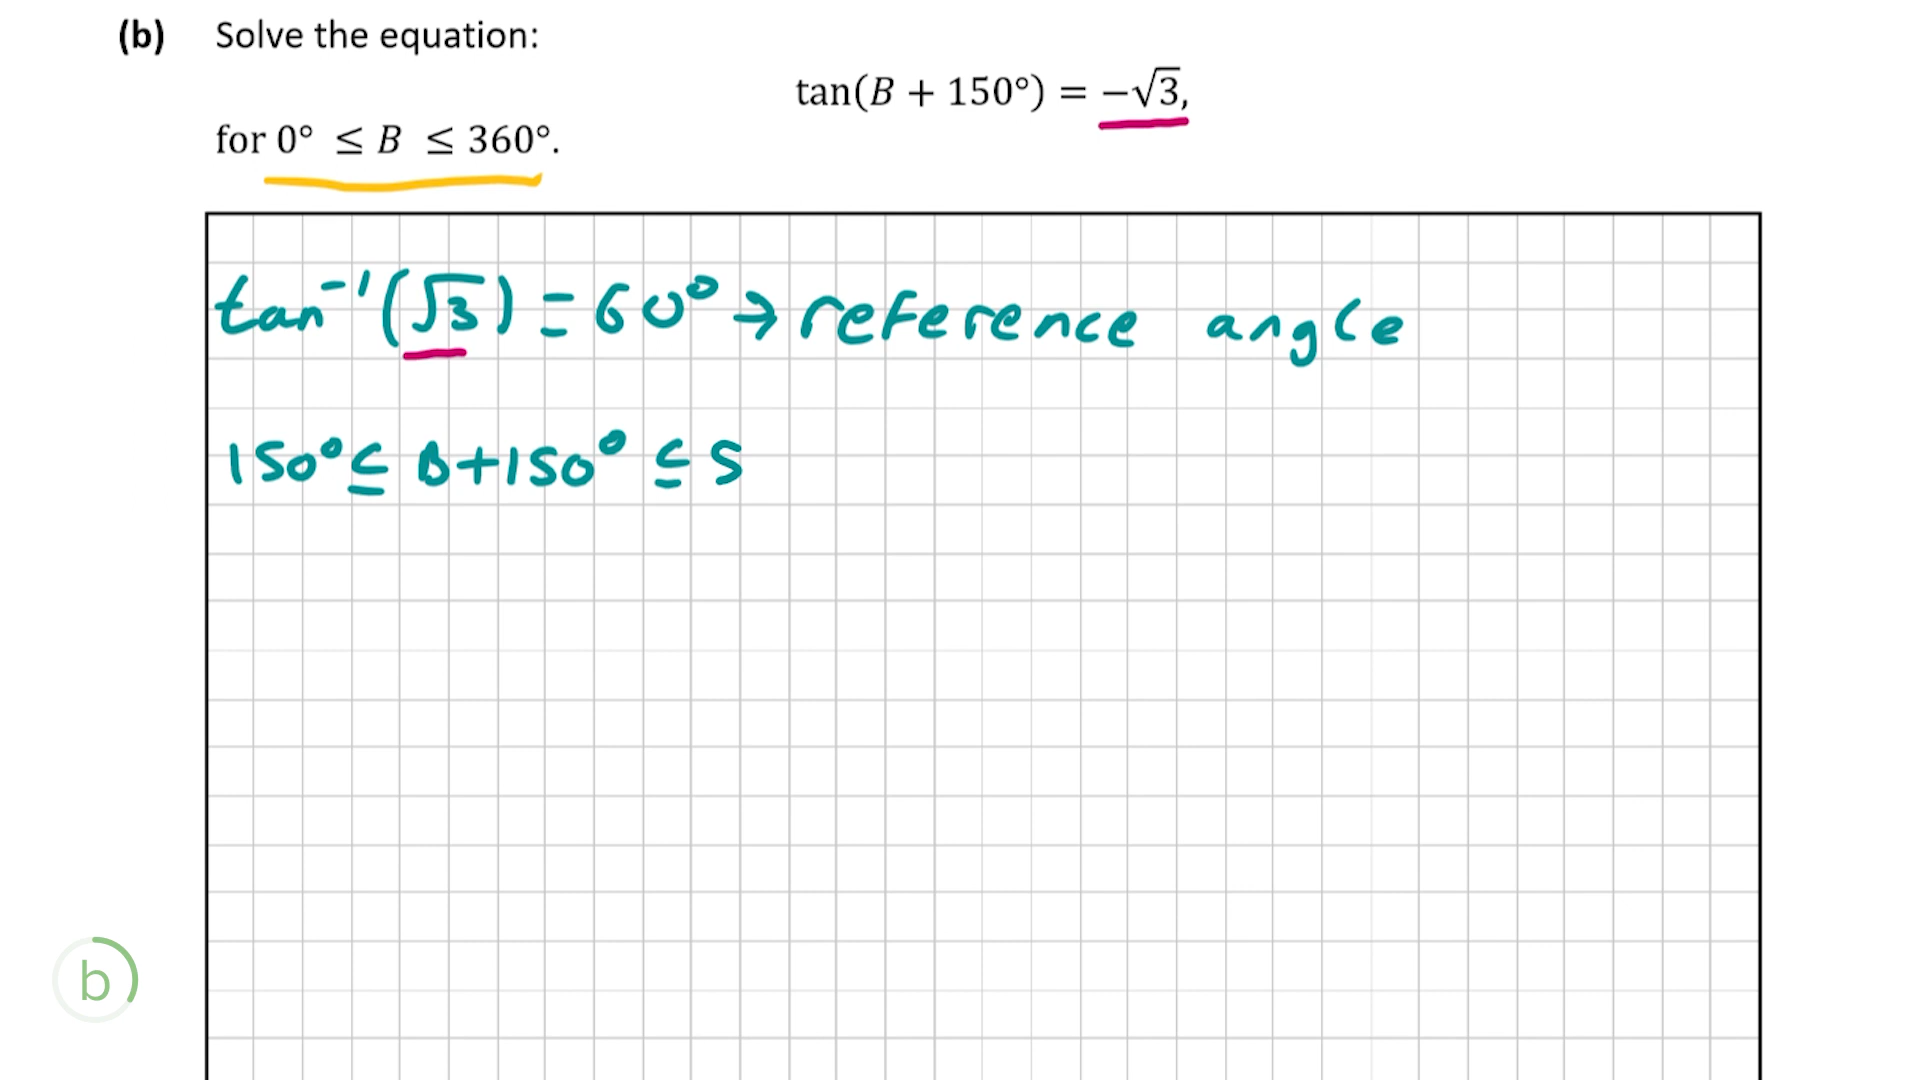 (b) Solve the equation:
tan(B + 150°) = −√3,
for 0° ≤ B ≤ 360°.
tan⁻¹(√3) = 60° → reference angle
150° ≤ B+150° ≤ 5
b